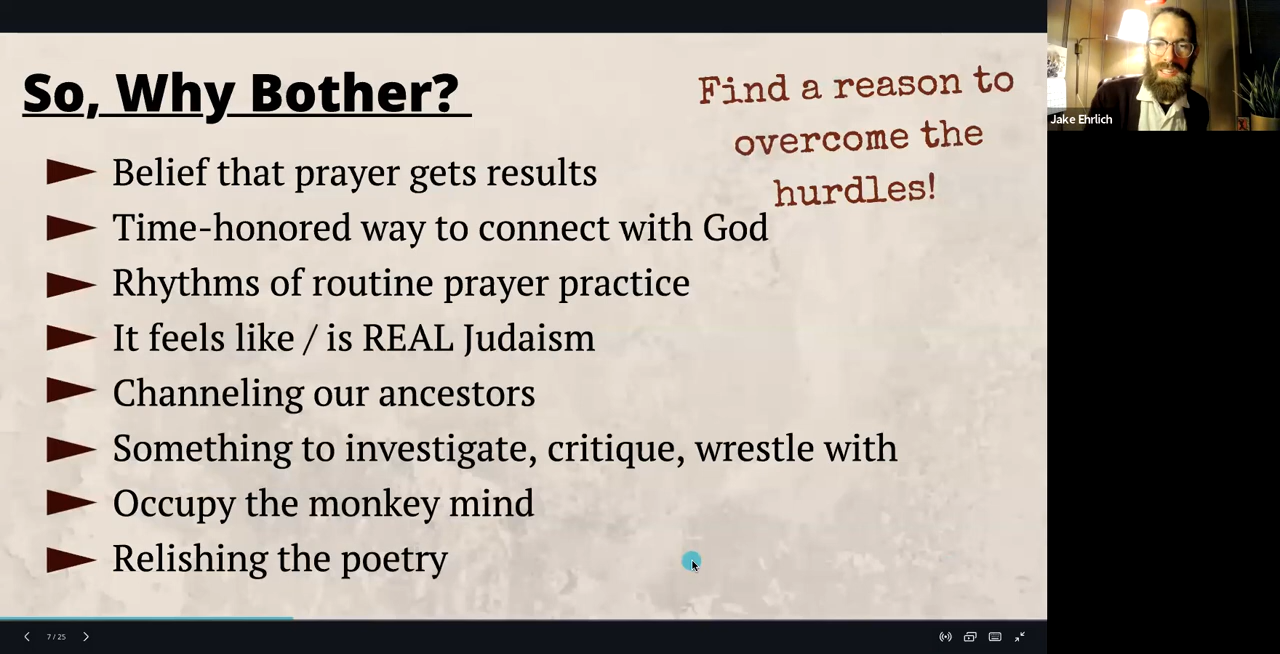 So, Why Bother?
Find a reason to
overcome the
hurdles!
Belief that prayer gets results
Time-honored way to connect with God
Rhythms of routine prayer practice
It feels like / is REAL Judaism
Channeling our ancestors
Something to investigate, critique, wrestle with
Occupy the monkey mind
Relishing the poetry
Jake Ehrlich
7 / 25